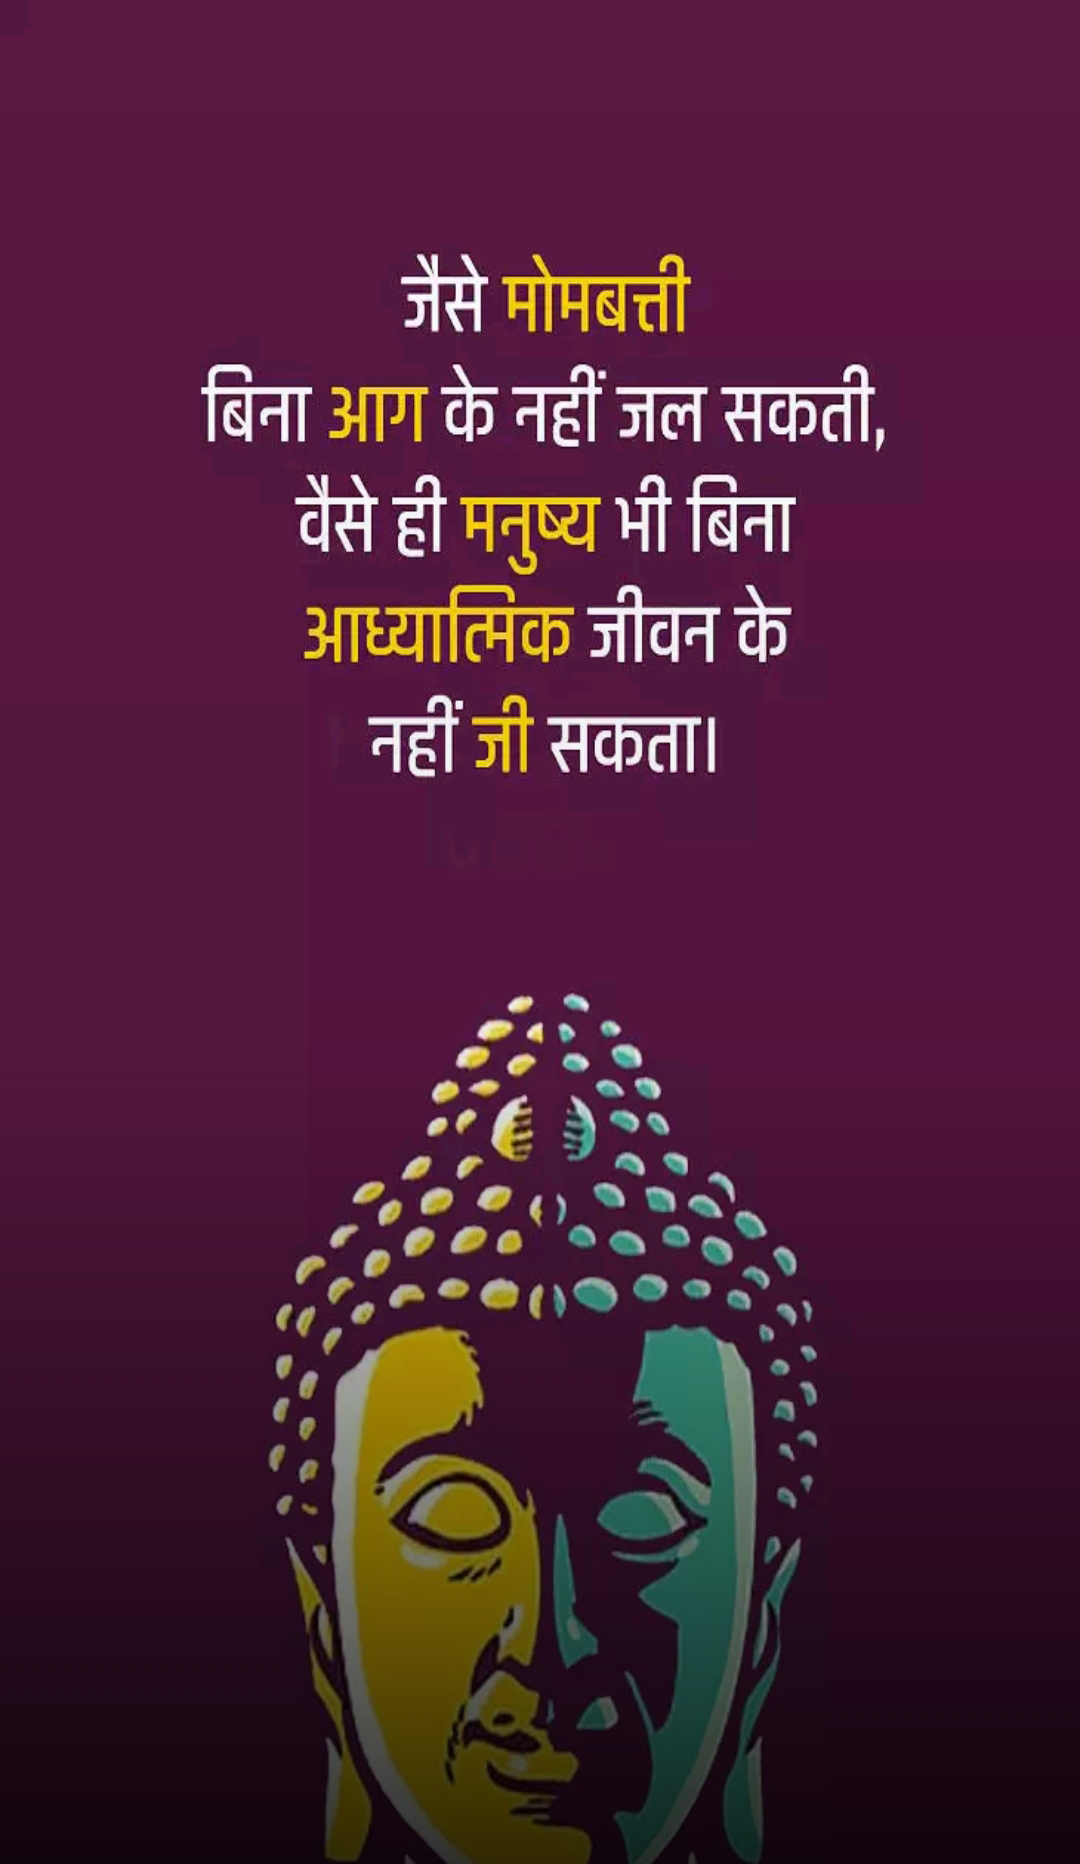 जैसे मोमबत्ती
बिना आग के नहीं जल सकती,
वैसे ही मनुष्य भी बिना
आध्यात्मिक जीवन के
नहीं जी सकता।